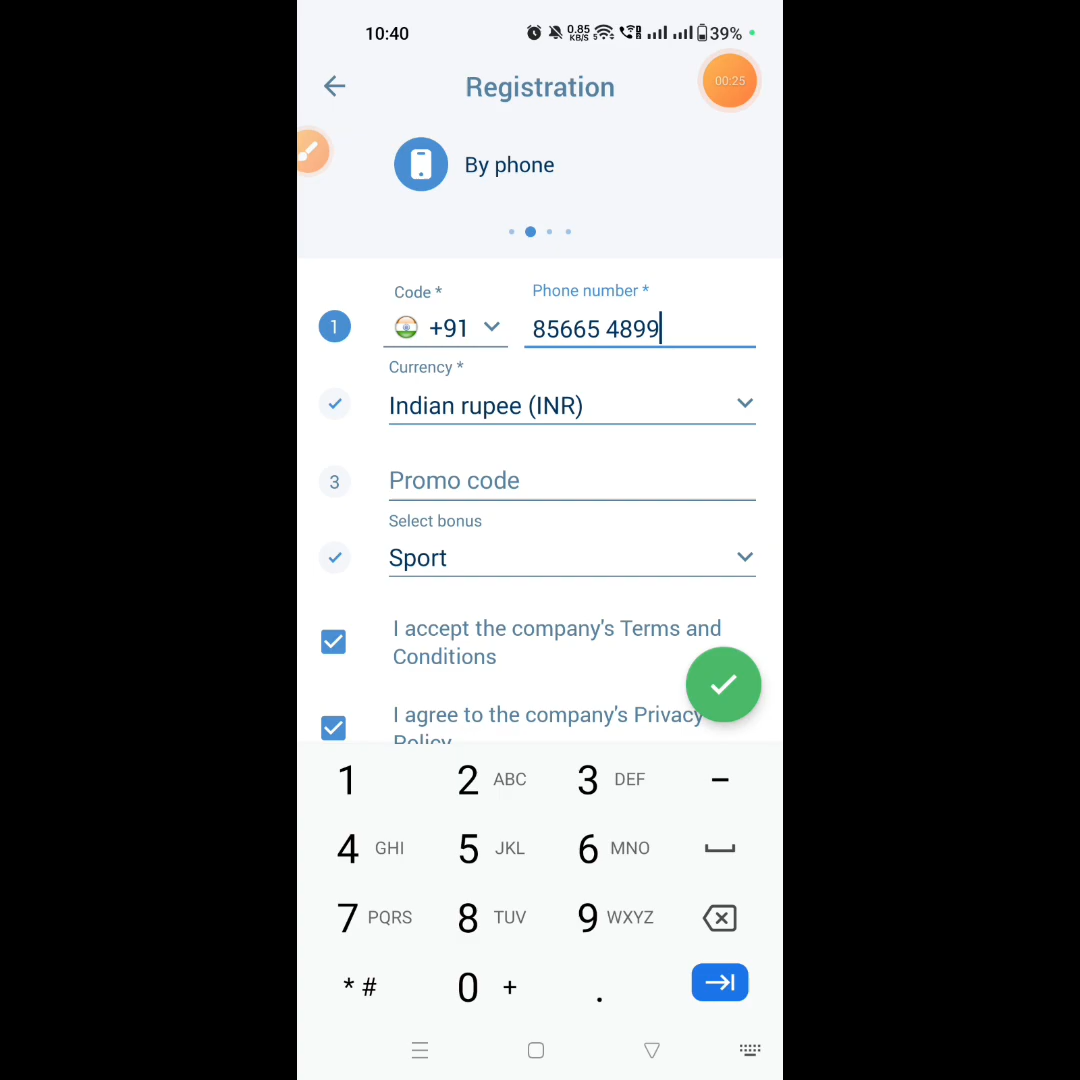 10:40 0.85 KB/S 5 39%
Registration 00:25
By phone
Code * Phone number *
1 +91 85665 4899
Currency *
Indian rupee (INR)
3 Promo code
Select bonus
Sport
I accept the company's Terms and
Conditions
I agree to the company's Privacy
Policy
1 2 ABC 3 DEF –
4 GHI 5 JKL 6 MNO
7 PQRS 8 TUV 9 WXYZ
* # 0 + .